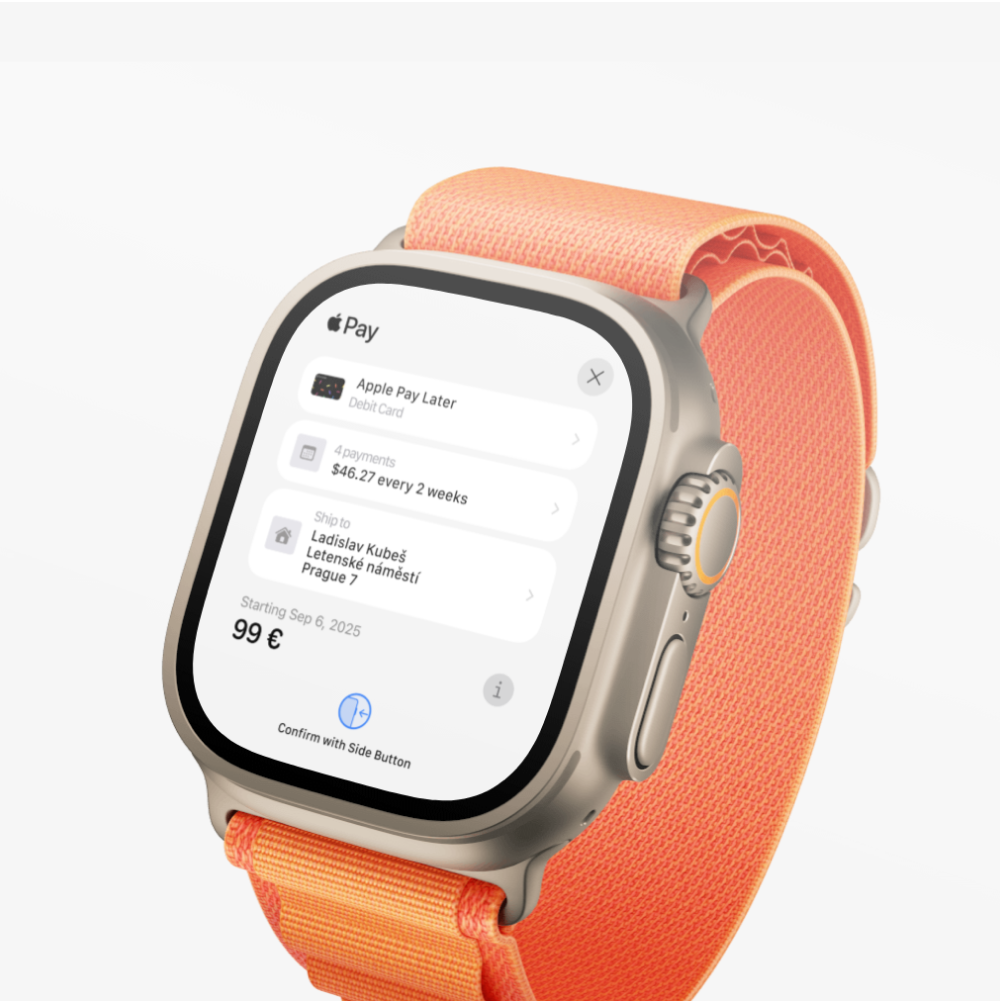 Pay
Apple Pay Later
Debit Card
4 payments
$46.27 every 2 weeks
Ship to
Ladislav Kubeš
Letenské náměstí
Prague 7
Starting Sep 6, 2025
99 €
i
Confirm with Side Button